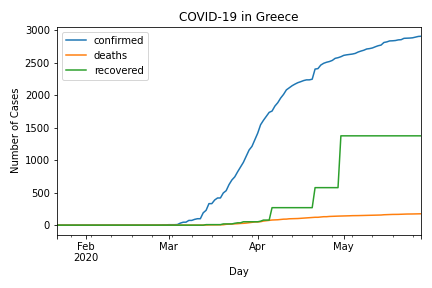 COVID-19 in Greece
confirmed
deaths
recovered
Number of Cases
3000
2500
2000
1500
1000
500
0
Feb
2020
Mar
Apr
May
Day